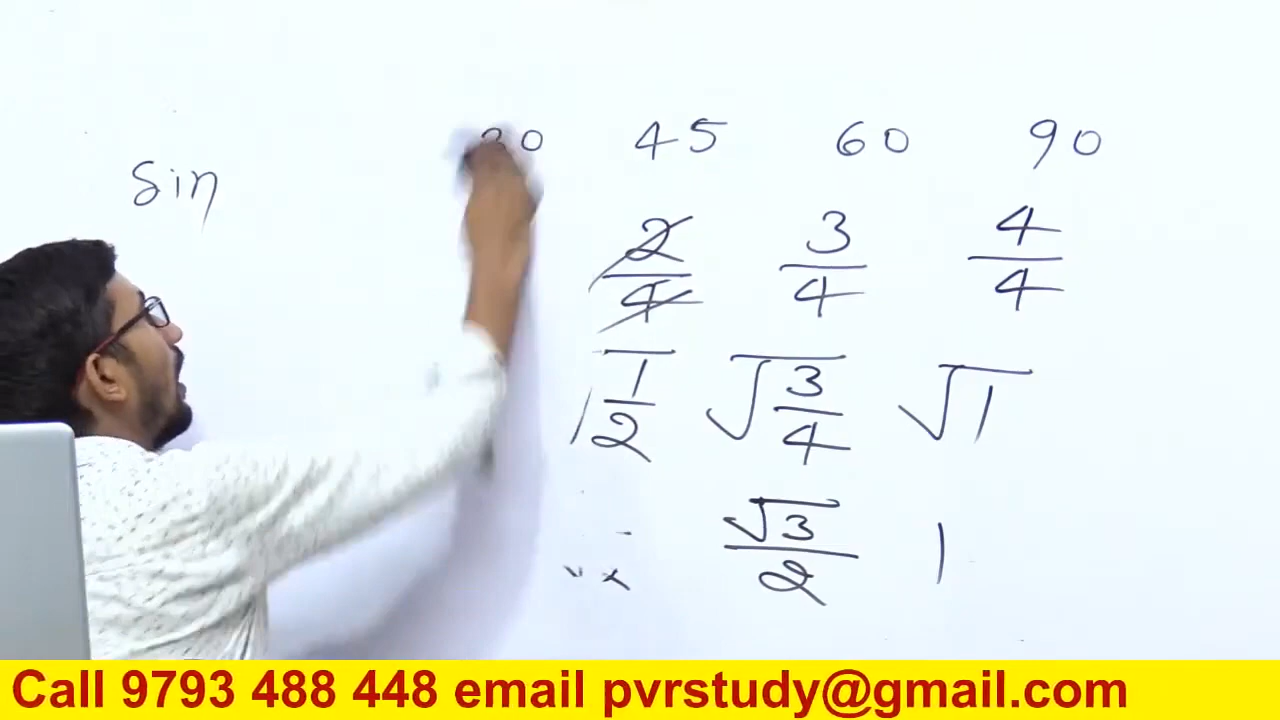 30 45 60 90
Sin
2/4 3/4 4/4
√1/2 √3/4 √1
√3/2 1
Call 9793 488 448 email pvrstudy@gmail.com